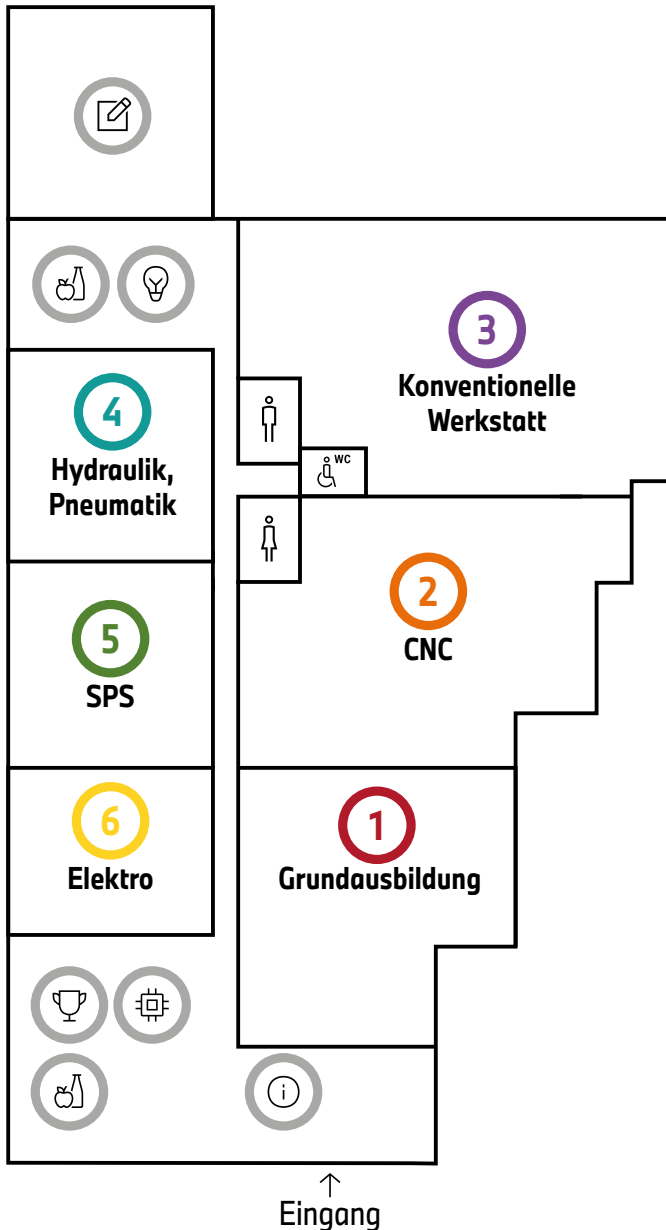 3
Konventionelle
Werkstatt
4
Hydraulik,
Pneumatik
WC
2
CNC
5
SPS
6
Elektro
1
Grundausbildung
i
Eingang